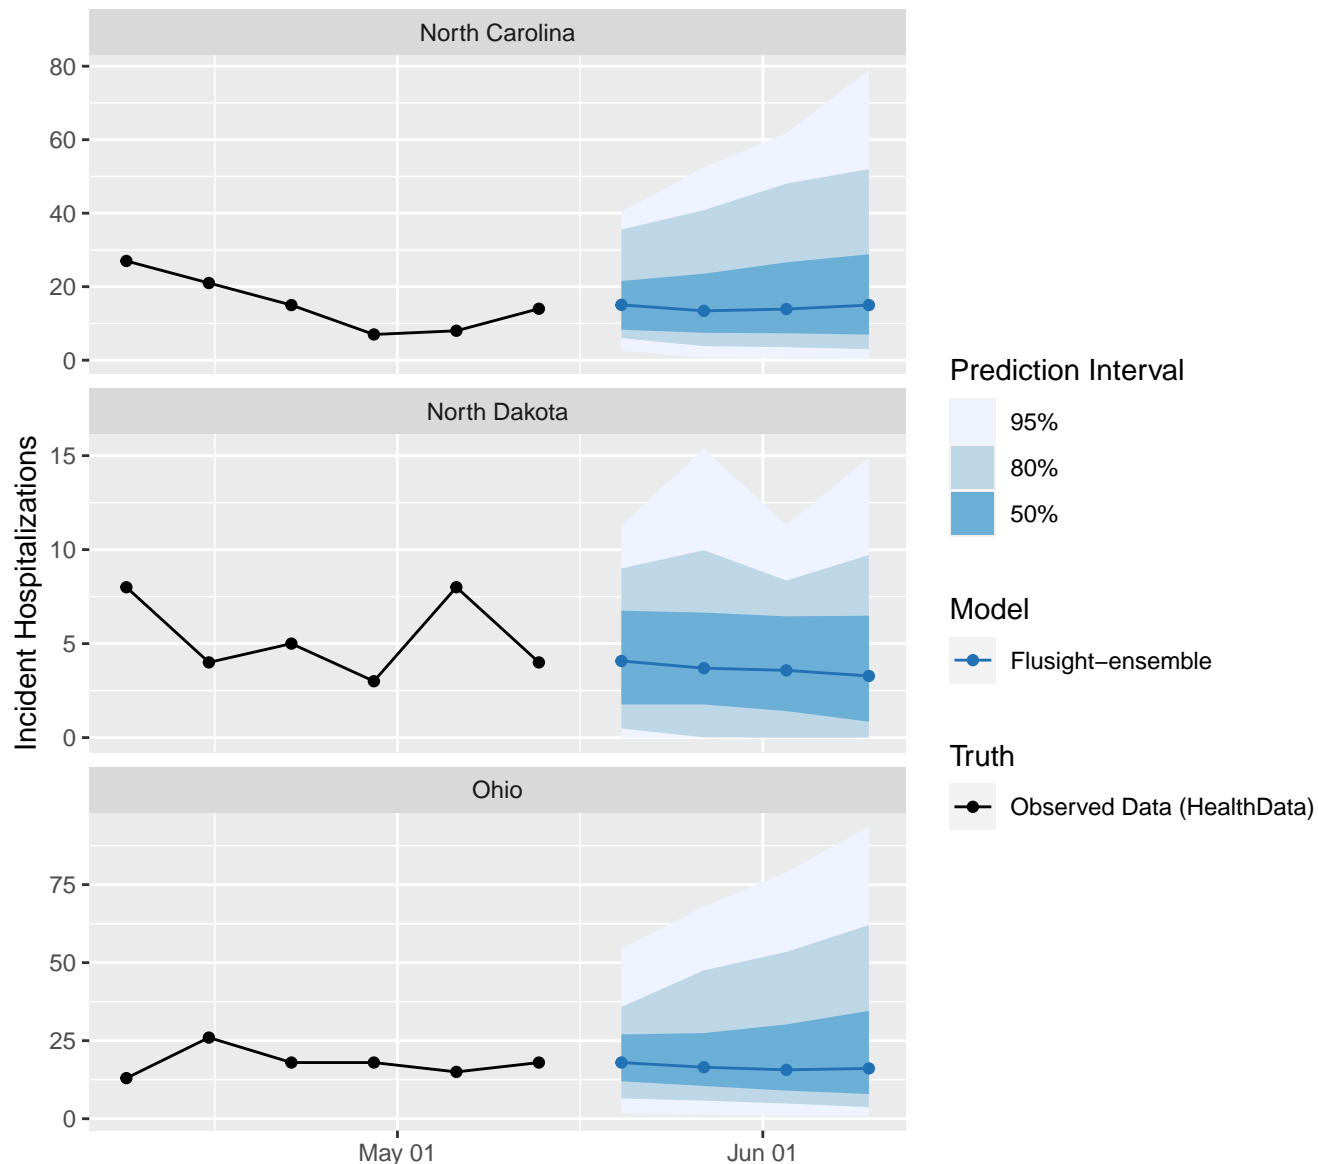 North Carolina
80
60
40
20
0
North Dakota
15
10
5
0
Ohio
75
50
25
0
May 01
Jun 01
Incident Hospitalizations
Prediction Interval
95%
80%
50%
Model
Flusight−ensemble
Truth
Observed Data (HealthData)